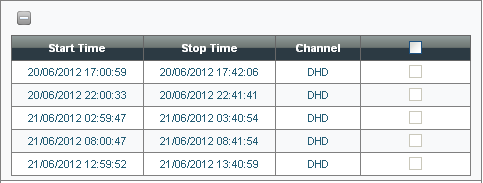 Start Time Stop Time Channel
20/06/2012 17:00:59 20/06/2012 17:42:06 DHD
20/06/2012 22:00:33 20/06/2012 22:41:41 DHD
21/06/2012 02:59:47 21/06/2012 03:40:54 DHD
21/06/2012 08:00:47 21/06/2012 08:41:54 DHD
21/06/2012 12:59:52 21/06/2012 13:40:59 DHD